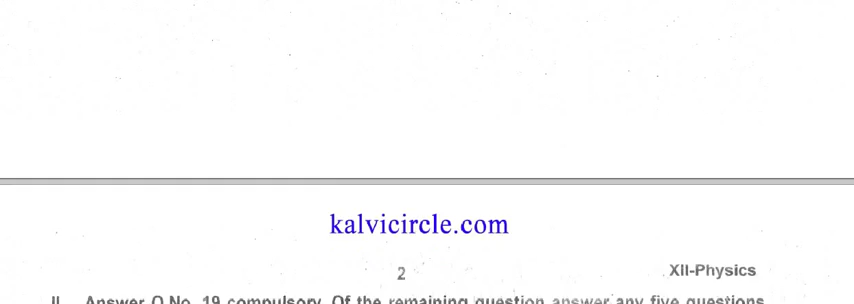 kalvicircle.com
2
XII-Physics
II. Answer Q.No. 19 compulsory. Of the remaining question answer any five questions